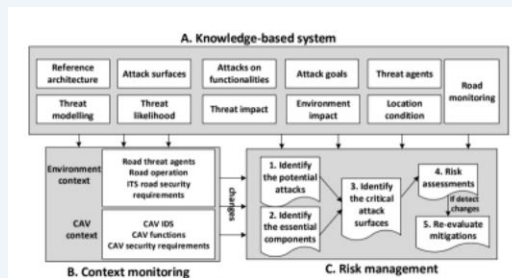 A. Knowledge-based system
Reference
architecture
Attack surfaces
Attacks on
functionalities
Attack goals
Threat agents
Road
monitoring
Threat
modelling
Threat
likelihood
Threat impact
Environment
impact
Location
condition
Environment
context
Road threat agents
Road operation
ITS road security
requirements
CAV
context
CAV IDS
CAV functions
CAV security requirements
changes
B. Context monitoring
1. Identify
the potential
attacks
2. Identify
the essential
components
3. Identify
the critical
attack
surfaces
4. Risk
assessments
If detect
changes
5. Re-evaluate
mitigations
C. Risk management